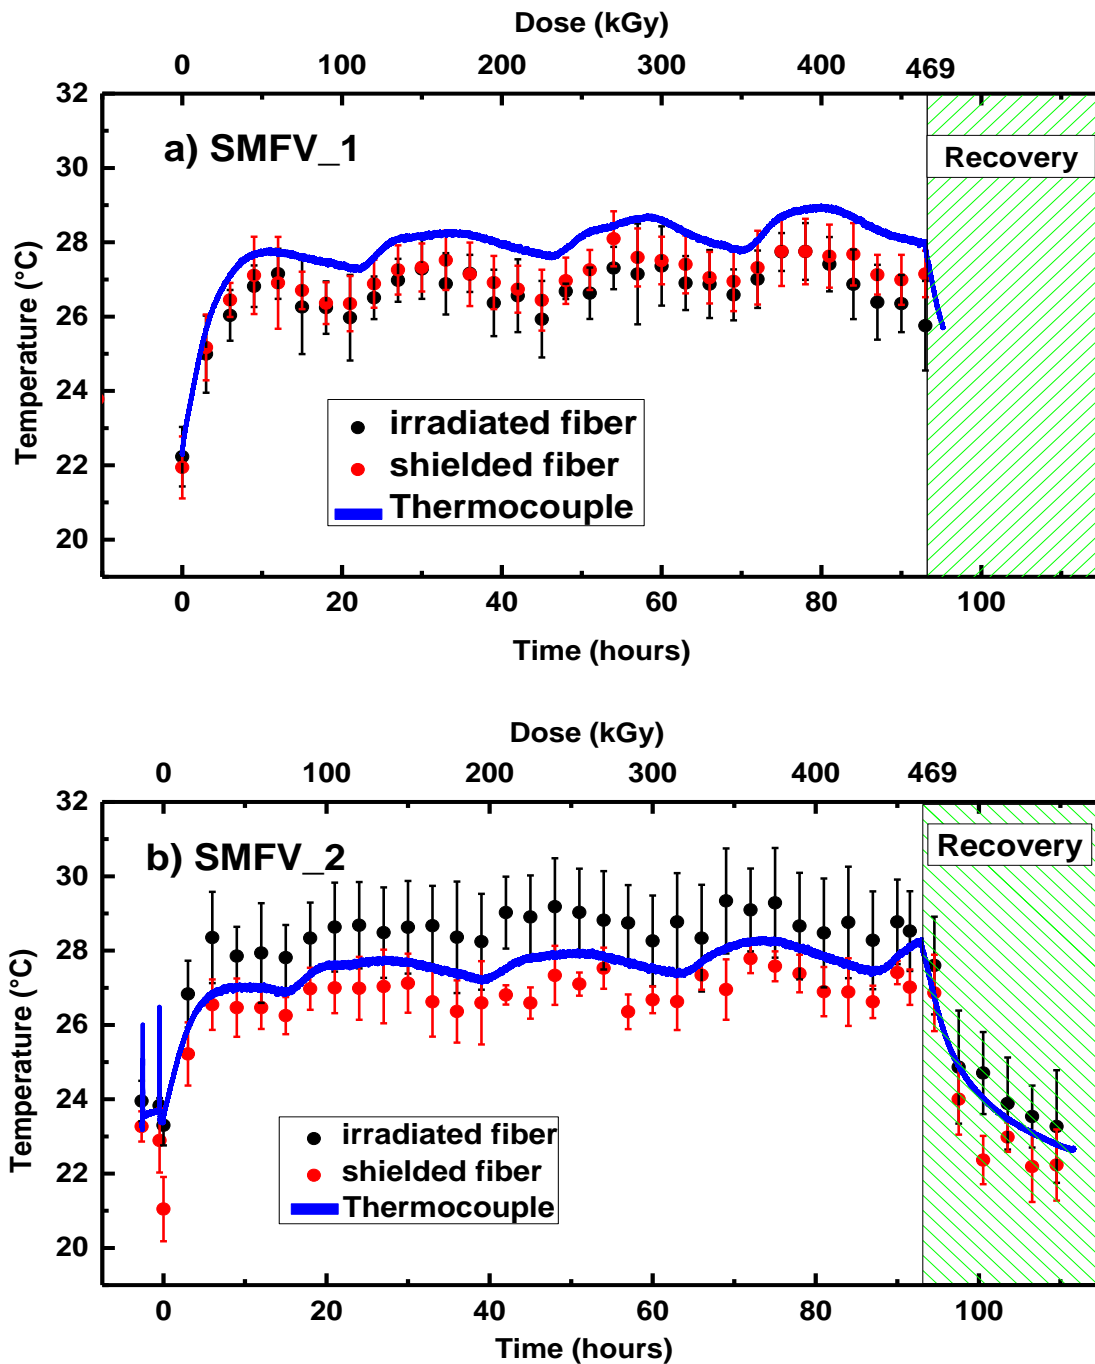 Dose (kGy)
0 100 200 300 400 469
32
30
28
26
24
22
20
Temperature (°C)
a) SMFV_1
Recovery
irradiated fiber
shielded fiber
Thermocouple
0 20 40 60 80 100
Time (hours)
Dose (kGy)
0 100 200 300 400 469
32
30
28
26
24
22
20
Temperature (°C)
b) SMFV_2
Recovery
irradiated fiber
shielded fiber
Thermocouple
0 20 40 60 80 100
Time (hours)